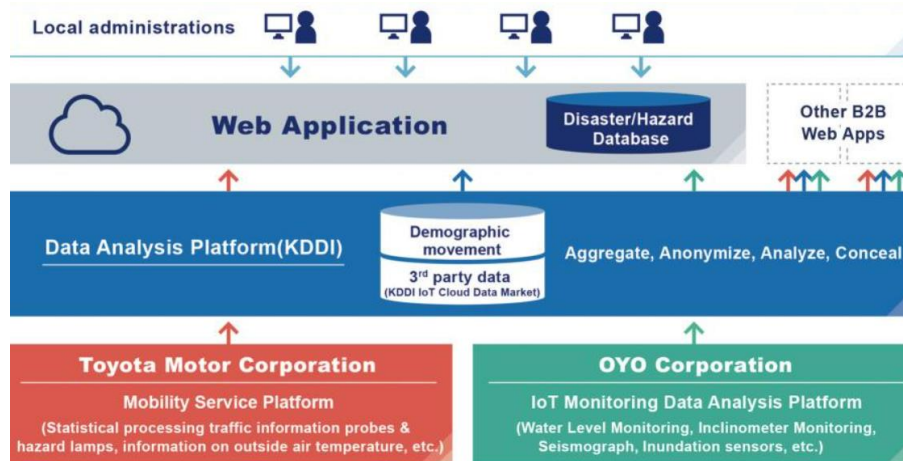 Local administrations
Web Application
Disaster/Hazard
Database
Other B2B
Web Apps
Data Analysis Platform(KDDI)
Demographic
movement
3rd party data
(KDDI IoT Cloud Data Market)
Aggregate, Anonymize, Analyze, Conceal
Toyota Motor Corporation
Mobility Service Platform
(Statistical processing traffic information probes &
hazard lamps, information on outside air temperature, etc.)
OYO Corporation
IoT Monitoring Data Analysis Platform
(Water Level Monitoring, Inclinometer Monitoring,
Seismograph, Inundation sensors, etc.)